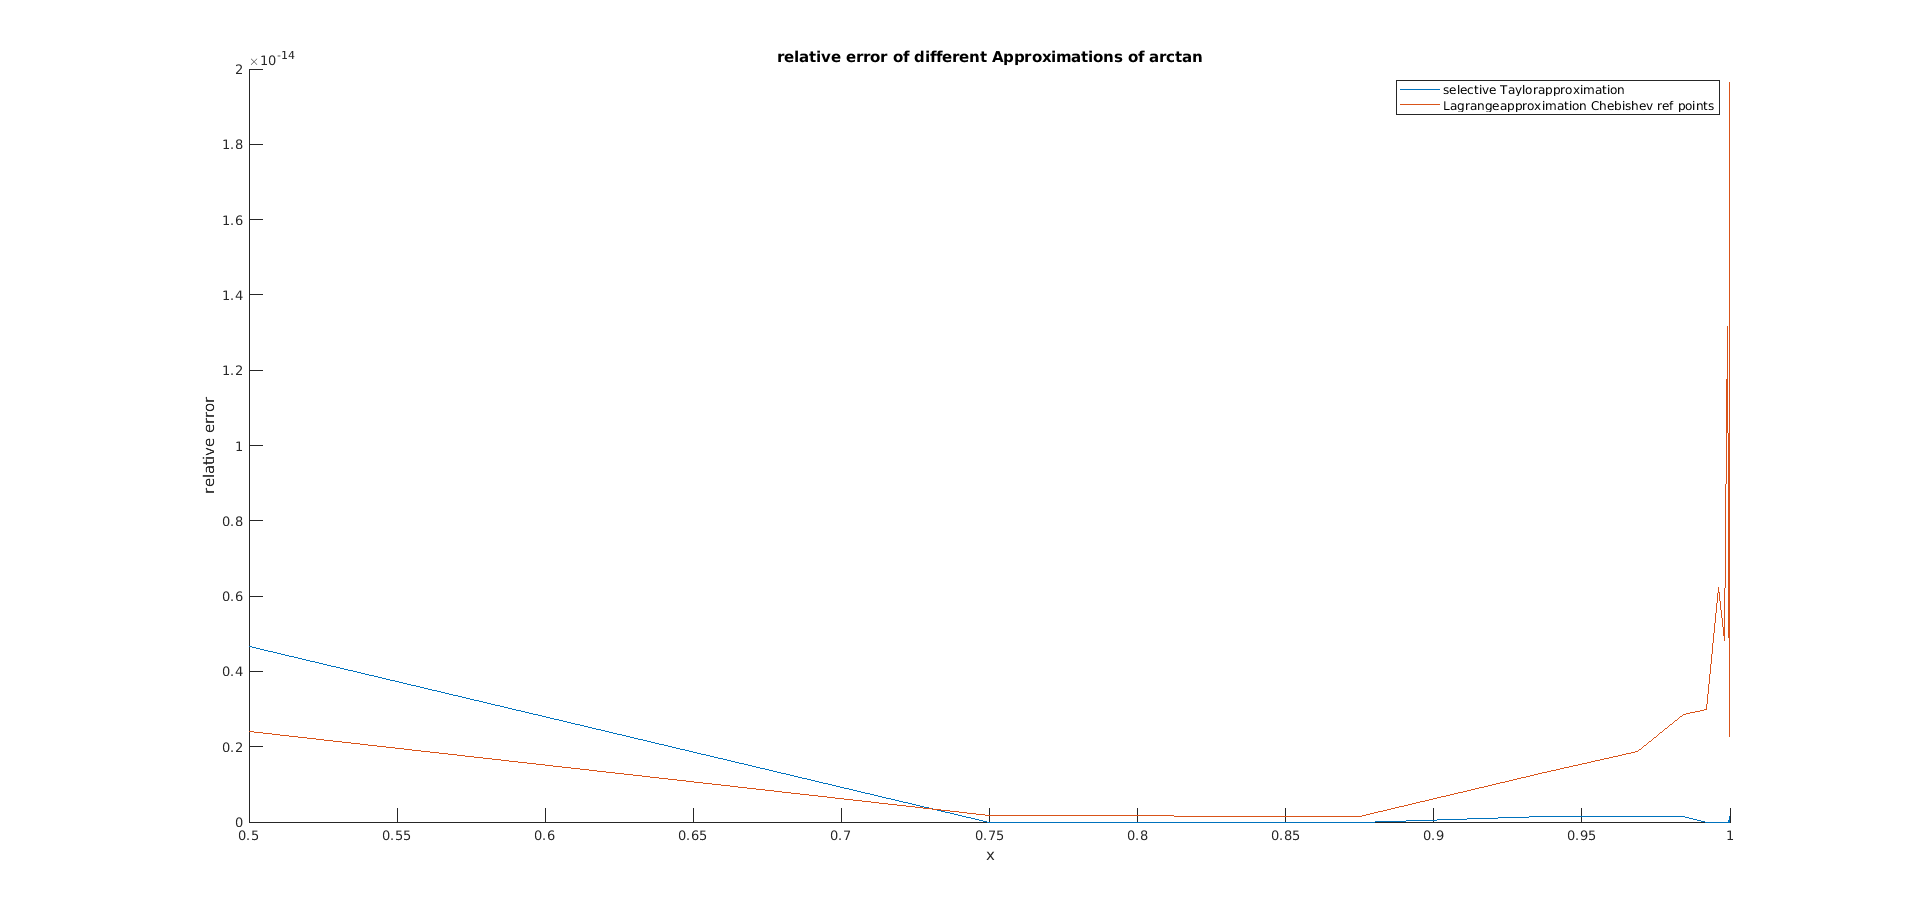 relative error of different Approximations of arctan
×10-14
2
1.8
1.6
1.4
1.2
1
0.8
0.6
0.4
0.2
0
relative error
selective Taylorapproximation
Lagrangeapproximation Chebishev ref points
0.5 0.55 0.6 0.65 0.7 0.75 0.8 0.85 0.9 0.95 1
x